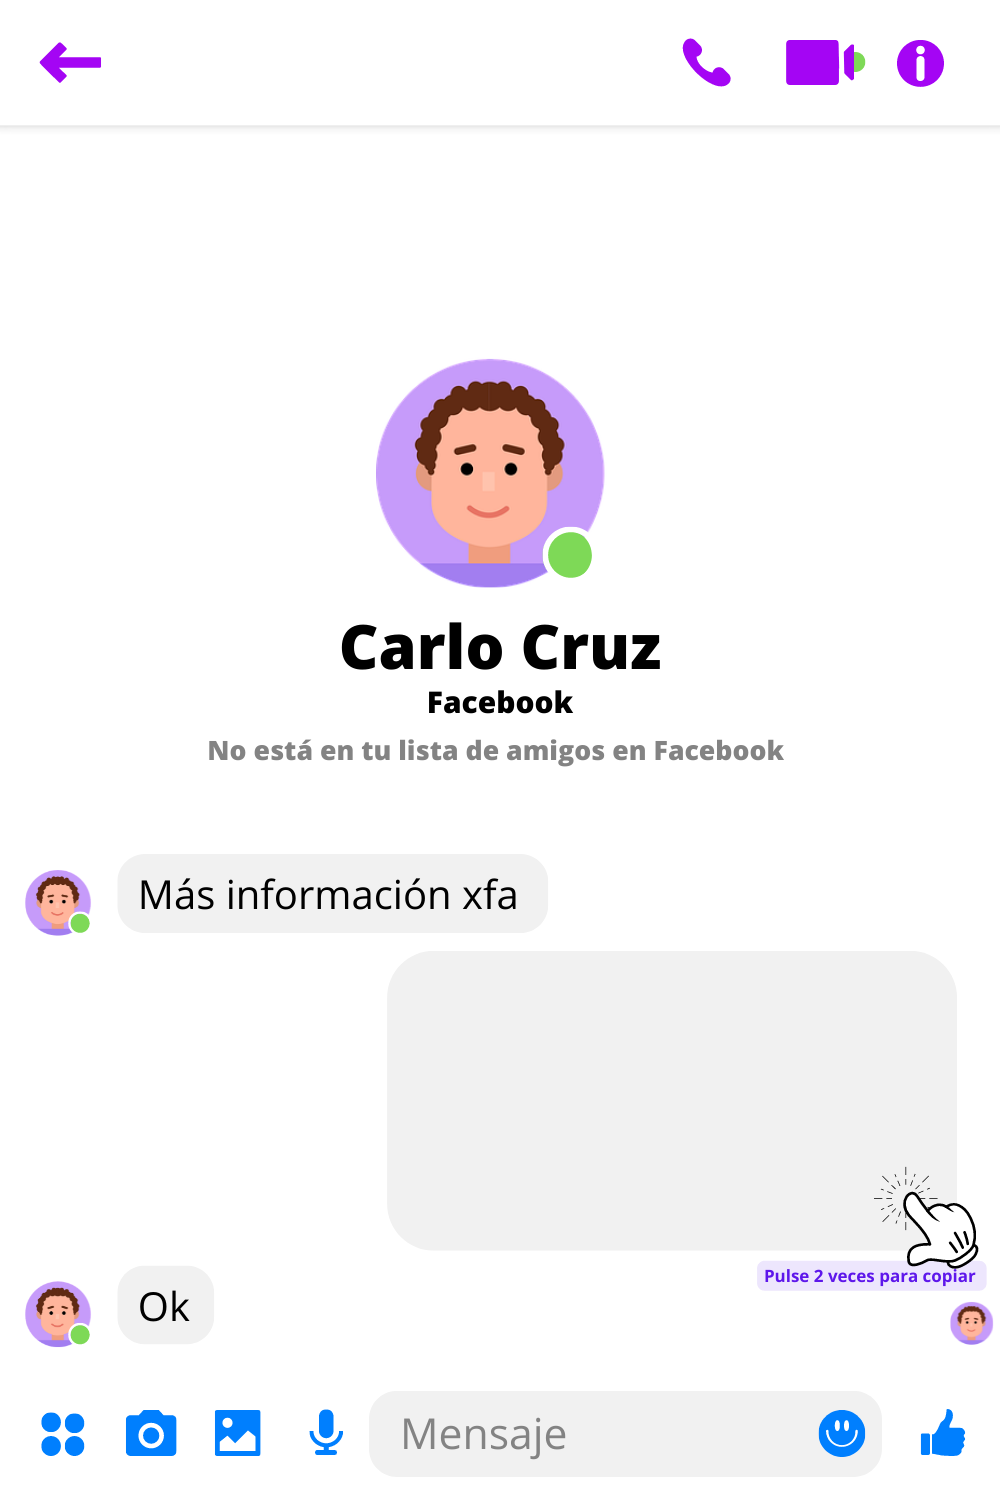 Carlo Cruz
Facebook
No está en tu lista de amigos en Facebook
Más información xfa
Pulse 2 veces para copiar
Ok
Mensaje